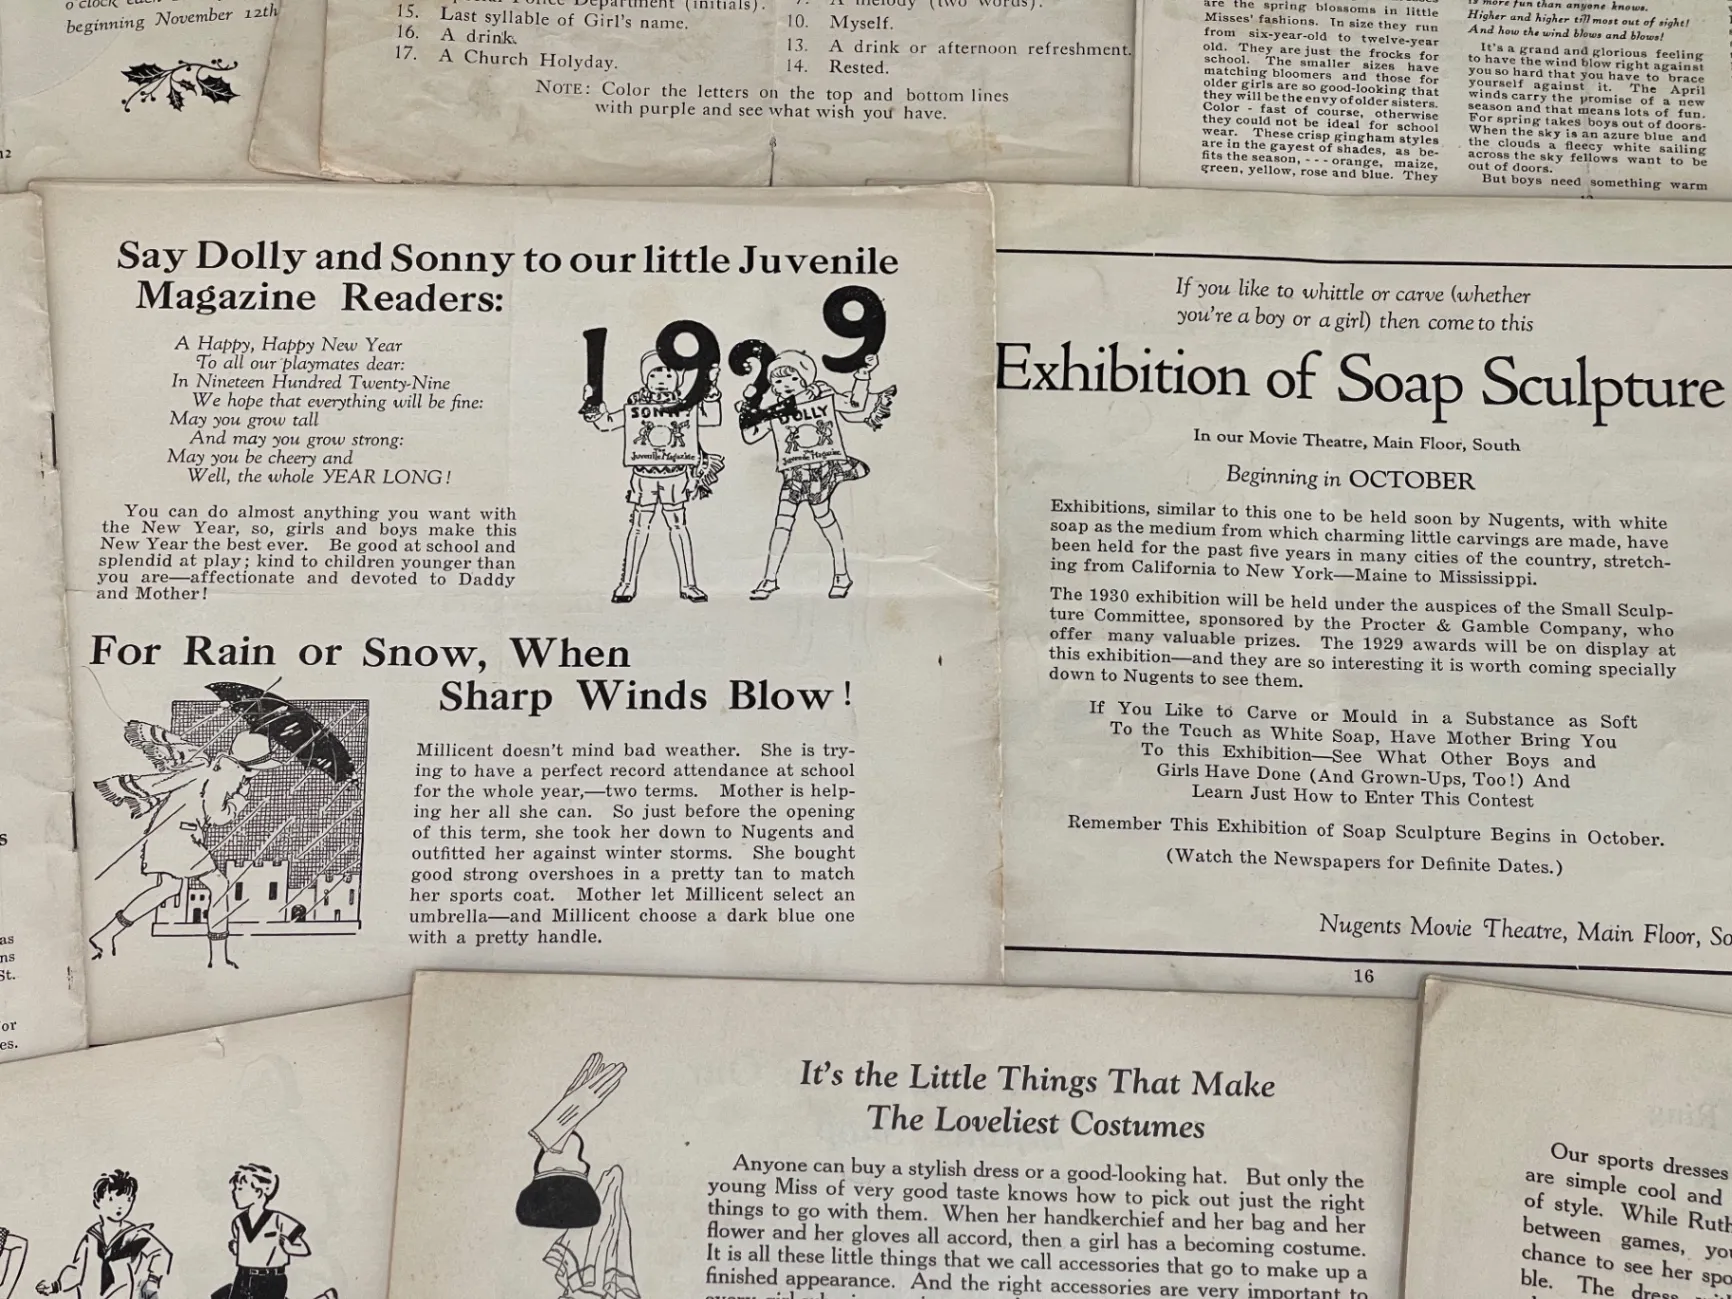 beginning November 12th
12
15. Last syllable of Girl's name.
16. A drink.
17. A Church Holyday.
10. Myself.
13. A drink or afternoon refreshment.
14. Rested.
NOTE: Color the letters on the top and bottom lines
with purple and see what wish you have.
are the spring blossoms in little
Misses' fashions. In size they run
from six-year-old to twelve-year
old. They are just the frocks for
school. The smaller sizes have
matching bloomers and those for
older girls are so good-looking that
they will be the envy of older sisters.
Color - fast of course, otherwise
they could not be ideal for school
wear. These crisp gingham styles
are in the gayest of shades, as be-
fits the season, - - - orange, maize,
green, yellow, rose and blue. They
is more fun than anyone knows.
Higher and higher till most out of sight!
And how the wind blows and blows!
It's a grand and glorious feeling
to have the wind blow right against
you so hard that you have to brace
yourself against it. The April
winds carry the promise of a new
season and that means lots of fun.
For spring takes boys out of doors-
When the sky is an azure blue and
the clouds a fleecy white sailing
across the sky fellows want to be
out of doors.
But boys need something warm
Say Dolly and Sonny to our little Juvenile
Magazine Readers:
A Happy, Happy New Year
To all our playmates dear:
In Nineteen Hundred Twenty-Nine
We hope that everything will be fine:
May you grow tall
And may you grow strong:
May you be cheery and
Well, the whole YEAR LONG!
You can do almost anything you want with
the New Year, so, girls and boys make this
New Year the best ever. Be good at school and
splendid at play; kind to children younger than
you are—affectionate and devoted to Daddy
and Mother!
1929
SONNY
Juvenile Magazine
DOLLY
Juvenile Magazine
For Rain or Snow, When
Sharp Winds Blow!
Millicent doesn't mind bad weather. She is try-
ing to have a perfect record attendance at school
for the whole year,—two terms. Mother is help-
ing her all she can. So just before the opening
of this term, she took her down to Nugents and
outfitted her against winter storms. She bought
good strong overshoes in a pretty tan to match
her sports coat. Mother let Millicent select an
umbrella—and Millicent choose a dark blue one
with a pretty handle.
If you like to whittle or carve (whether
you're a boy or a girl) then come to this
Exhibition of Soap Sculpture
In our Movie Theatre, Main Floor, South
Beginning in OCTOBER
Exhibitions, similar to this one to be held soon by Nugents, with white
soap as the medium from which charming little carvings are made, have
been held for the past five years in many cities of the country, stretch-
ing from California to New York—Maine to Mississippi.
The 1930 exhibition will be held under the auspices of the Small Sculp-
ture Committee, sponsored by the Procter & Gamble Company, who
offer many valuable prizes. The 1929 awards will be on display at
this exhibition—and they are so interesting it is worth coming specially
down to Nugents to see them.
If You Like to Carve or Mould in a Substance as Soft
To the Touch as White Soap, Have Mother Bring You
To this Exhibition—See What Other Boys and
Girls Have Done (And Grown-Ups, Too!) And
Learn Just How to Enter This Contest
Remember This Exhibition of Soap Sculpture Begins in October.
(Watch the Newspapers for Definite Dates.)
Nugents Movie Theatre, Main Floor, So
16
s
as
ns
St.
or
es.
It's the Little Things That Make
The Loveliest Costumes
Anyone can buy a stylish dress or a good-looking hat. But only the
young Miss of very good taste knows how to pick out just the right
things to go with them. When her handkerchief and her bag and her
flower and her gloves all accord, then a girl has a becoming costume.
It is all these little things that we call accessories that go to make up a
finished appearance. And the right accessories are very important to
Our sports dresses
are simple cool and
of style. While Ruth
between games, you
chance to see her spo
ble. The dress